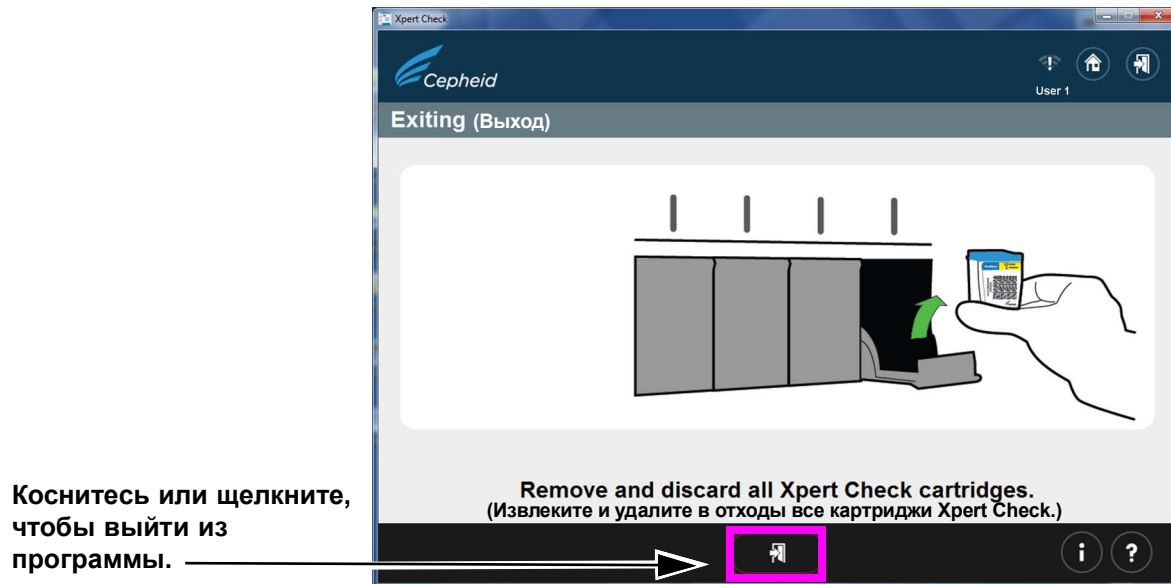 Xpert Check
Cepheid
User 1
Exiting (Выход)
Remove and discard all Xpert Check cartridges.
(Извлеките и удалите в отходы все картриджи Xpert Check.)
Коснитесь или щелкните,
чтобы выйти из
программы.
i ?